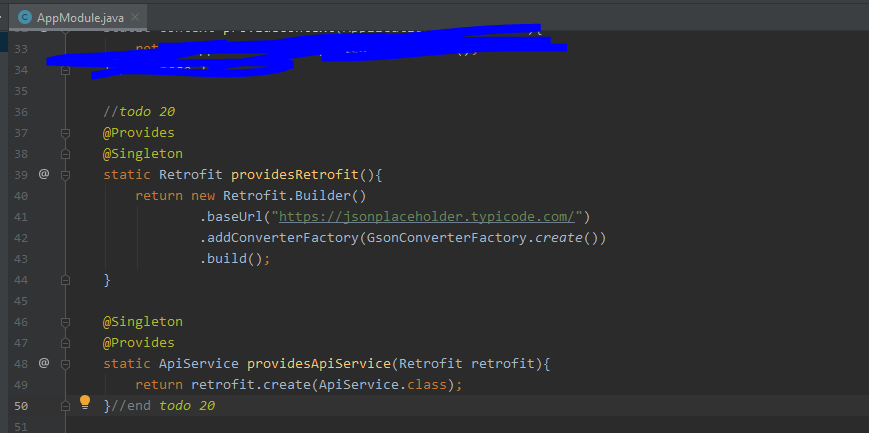 AppModule.java
33
34
35
36 //todo 20
37 @Provides
38 @Singleton
39 @ static Retrofit providesRetrofit(){
40 return new Retrofit.Builder()
41 .baseUrl("https://jsonplaceholder.typicode.com/")
42 .addConverterFactory(GsonConverterFactory.create())
43 .build();
44 }
45
46 @Singleton
47 @Provides
48 @ static ApiService providesApiService(Retrofit retrofit){
49 return retrofit.create(ApiService.class);
50 }//end todo 20
51